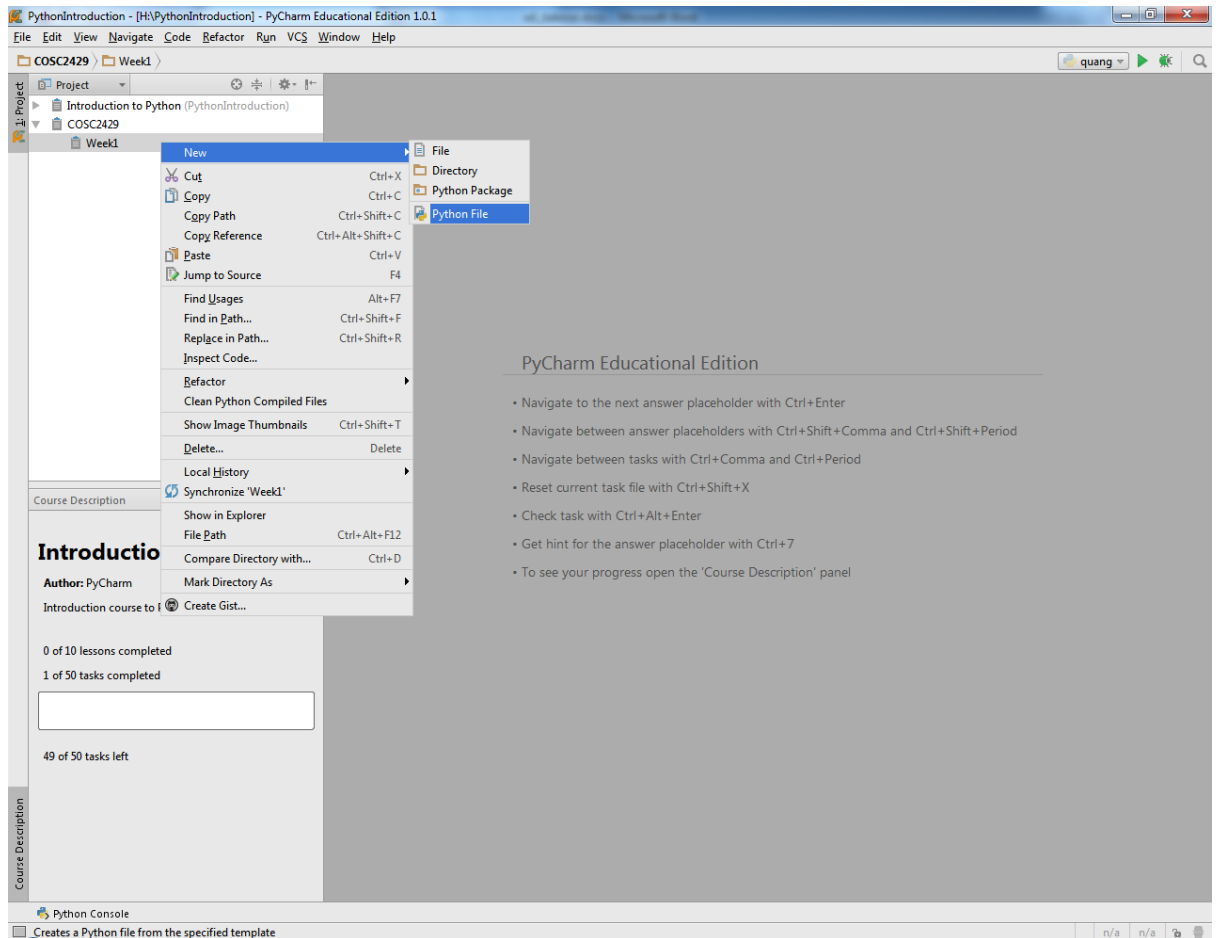 PythonIntroduction - [H:\PythonIntroduction] - PyCharm Educational Edition 1.0.1
File Edit View Navigate Code Refactor Run VCS Window Help
COSC2429 Week1
quang
1: Project
Project
Introduction to Python (PythonIntroduction)
COSC2429
Week1
New
Cut Ctrl+X
Copy Ctrl+C
Copy Path Ctrl+Shift+C
Copy Reference Ctrl+Alt+Shift+C
Paste Ctrl+V
Jump to Source F4
Find Usages Alt+F7
Find in Path... Ctrl+Shift+F
Replace in Path... Ctrl+Shift+R
Inspect Code...
Refactor
Clean Python Compiled Files
Show Image Thumbnails Ctrl+Shift+T
Delete... Delete
Local History
Synchronize 'Week1'
Show in Explorer
File Path Ctrl+Alt+F12
Compare Directory with... Ctrl+D
Mark Directory As
Create Gist...
File
Directory
Python Package
Python File
PyCharm Educational Edition
• Navigate to the next answer placeholder with Ctrl+Enter
• Navigate between answer placeholders with Ctrl+Shift+Comma and Ctrl+Shift+Period
• Navigate between tasks with Ctrl+Comma and Ctrl+Period
• Reset current task file with Ctrl+Shift+X
• Check task with Ctrl+Alt+Enter
• Get hint for the answer placeholder with Ctrl+7
• To see your progress open the 'Course Description' panel
Course Description
Introductio
Author: PyCharm
Introduction course to
0 of 10 lessons completed
1 of 50 tasks completed
49 of 50 tasks left
Course Description
Python Console
Creates a Python file from the specified template
n/a n/a